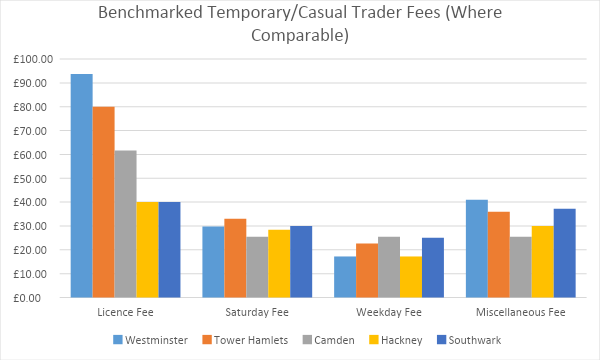 Benchmarked Temporary/Casual Trader Fees (Where
Comparable)
£100.00
£90.00
£80.00
£70.00
£60.00
£50.00
£40.00
£30.00
£20.00
£10.00
£0.00
Licence Fee Saturday Fee Weekday Fee Miscellaneous Fee
Westminster Tower Hamlets Camden Hackney Southwark